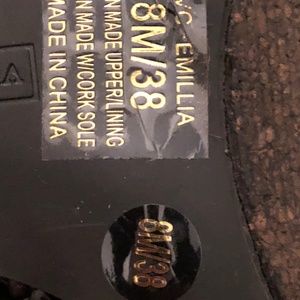 EMILLIA
8M/38
N MADE UPPER/LINING
N MADE W/CORK SOLE
MADE IN CHINA
8M/38